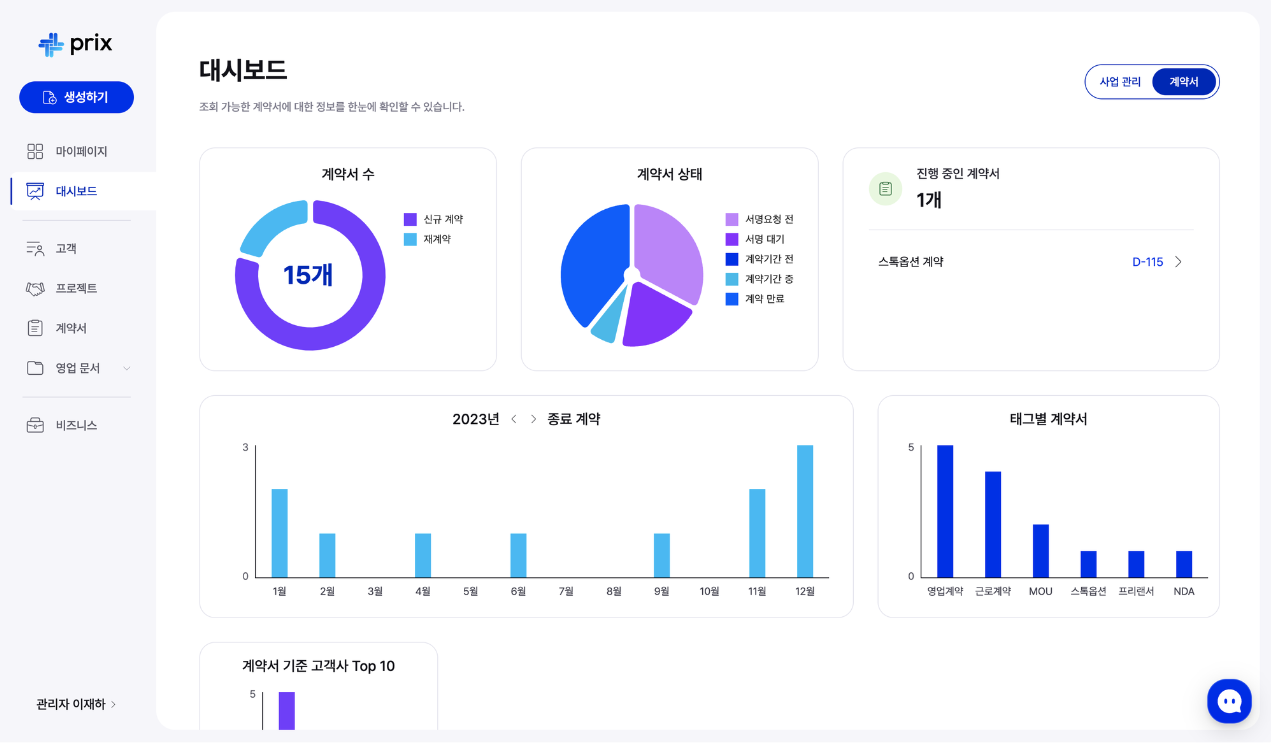 prix
생성하기
마이페이지
대시보드
고객
프로젝트
계약서
영업 문서
비즈니스
관리자 이재하
대시보드
조회 가능한 계약서에 대한 정보를 한눈에 확인할 수 있습니다.
사업 관리 계약서
계약서 수
15개
신규 계약
재계약
계약서 상태
서명요청 전
서명 대기
계약기간 전
계약기간 중
계약 만료
진행 중인 계약서
1개
스톡옵션 계약 D-115
2023년 종료 계약
3
0
1월 2월 3월 4월 5월 6월 7월 8월 9월 10월 11월 12월
태그별 계약서
5
0
영업계약 근로계약 MOU 스톡옵션 프리랜서 NDA
계약서 기준 고객사 Top 10
5